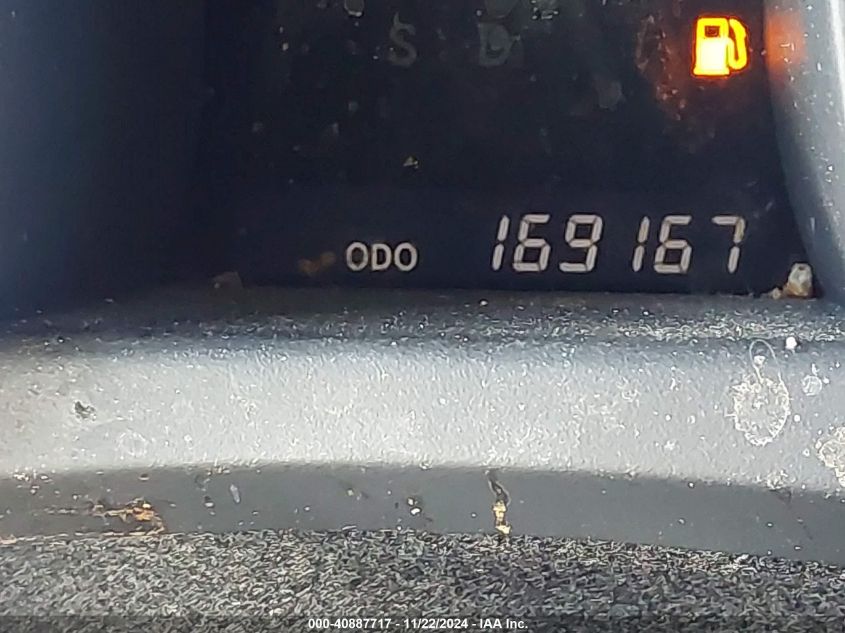 S D
ODO 169167
000-40887717 - 11/22/2024 - IAA Inc.